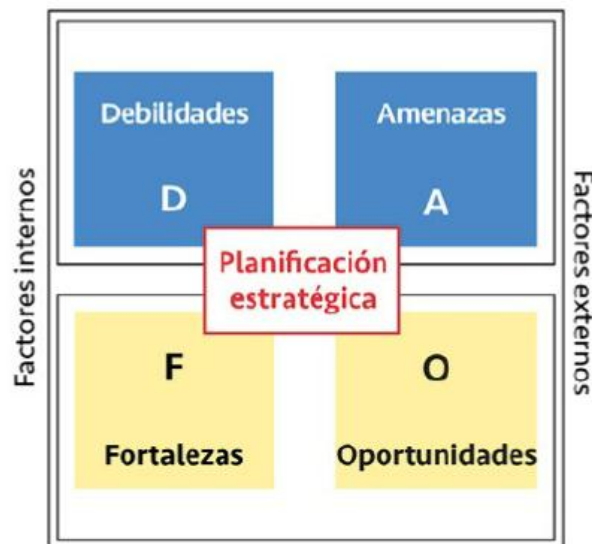 Debilidades
Amenazas
D
A
Factores internos
Factores externos
Planificación
estratégica
F
O
Fortalezas
Oportunidades